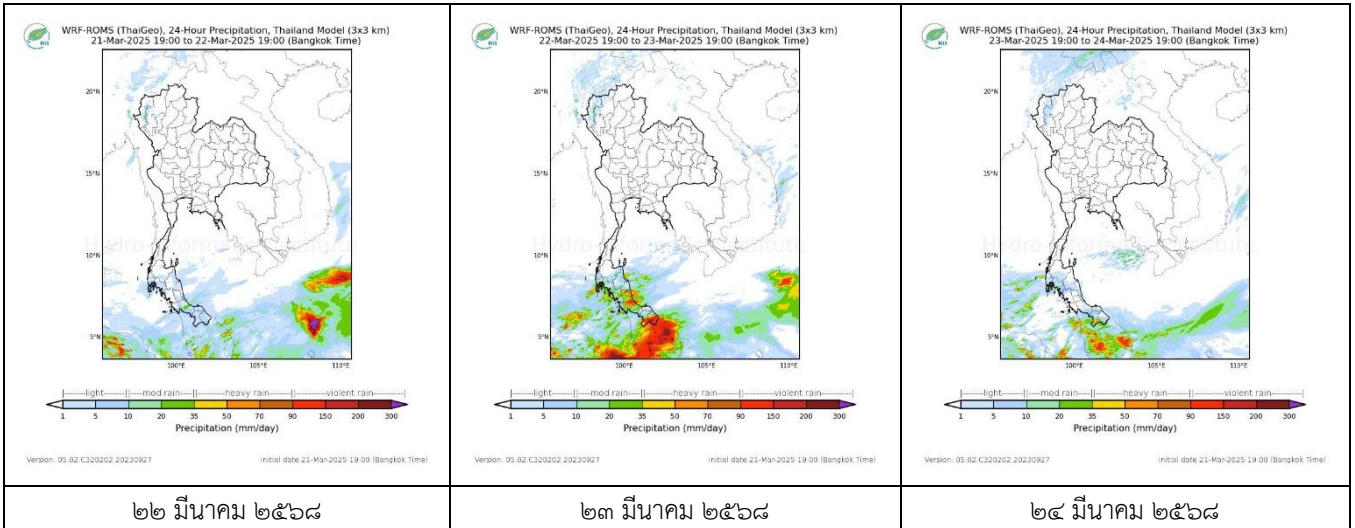 WRF-ROMS (ThaiGeo), 24-Hour Precipitation, Thailand Model (3x3 km)
21-Mar-2025 19:00 to 22-Mar-2025 19:00 (Bangkok Time)
HII
20°N
15°N
10°N
5°N
100°E 105°E 110°E
light mod rain heavy rain violent rain
1 5 10 20 35 50 70 90 150 200 300
Precipitation (mm/day)
Version: 05.02.C320202.20230927 initial date 21-Mar-2025 19:00 (Bangkok Time)
๒๒ มีนาคม ๒๕๖๘
WRF-ROMS (ThaiGeo), 24-Hour Precipitation, Thailand Model (3x3 km)
22-Mar-2025 19:00 to 23-Mar-2025 19:00 (Bangkok Time)
HII
20°N
15°N
10°N
5°N
100°E 105°E 110°E
light mod rain heavy rain violent rain
1 5 10 20 35 50 70 90 150 200 300
Precipitation (mm/day)
Version: 05.02.C320202.20230927 initial date 21-Mar-2025 19:00 (Bangkok Time)
๒๓ มีนาคม ๒๕๖๘
WRF-ROMS (ThaiGeo), 24-Hour Precipitation, Thailand Model (3x3 km)
23-Mar-2025 19:00 to 24-Mar-2025 19:00 (Bangkok Time)
HII
20°N
15°N
10°N
5°N
100°E 105°E 110°E
light mod rain heavy rain violent rain
1 5 10 20 35 50 70 90 150 200 300
Precipitation (mm/day)
Version: 05.02.C320202.20230927 initial date 21-Mar-2025 19:00 (Bangkok Time)
๒๔ มีนาคม ๒๕๖๘